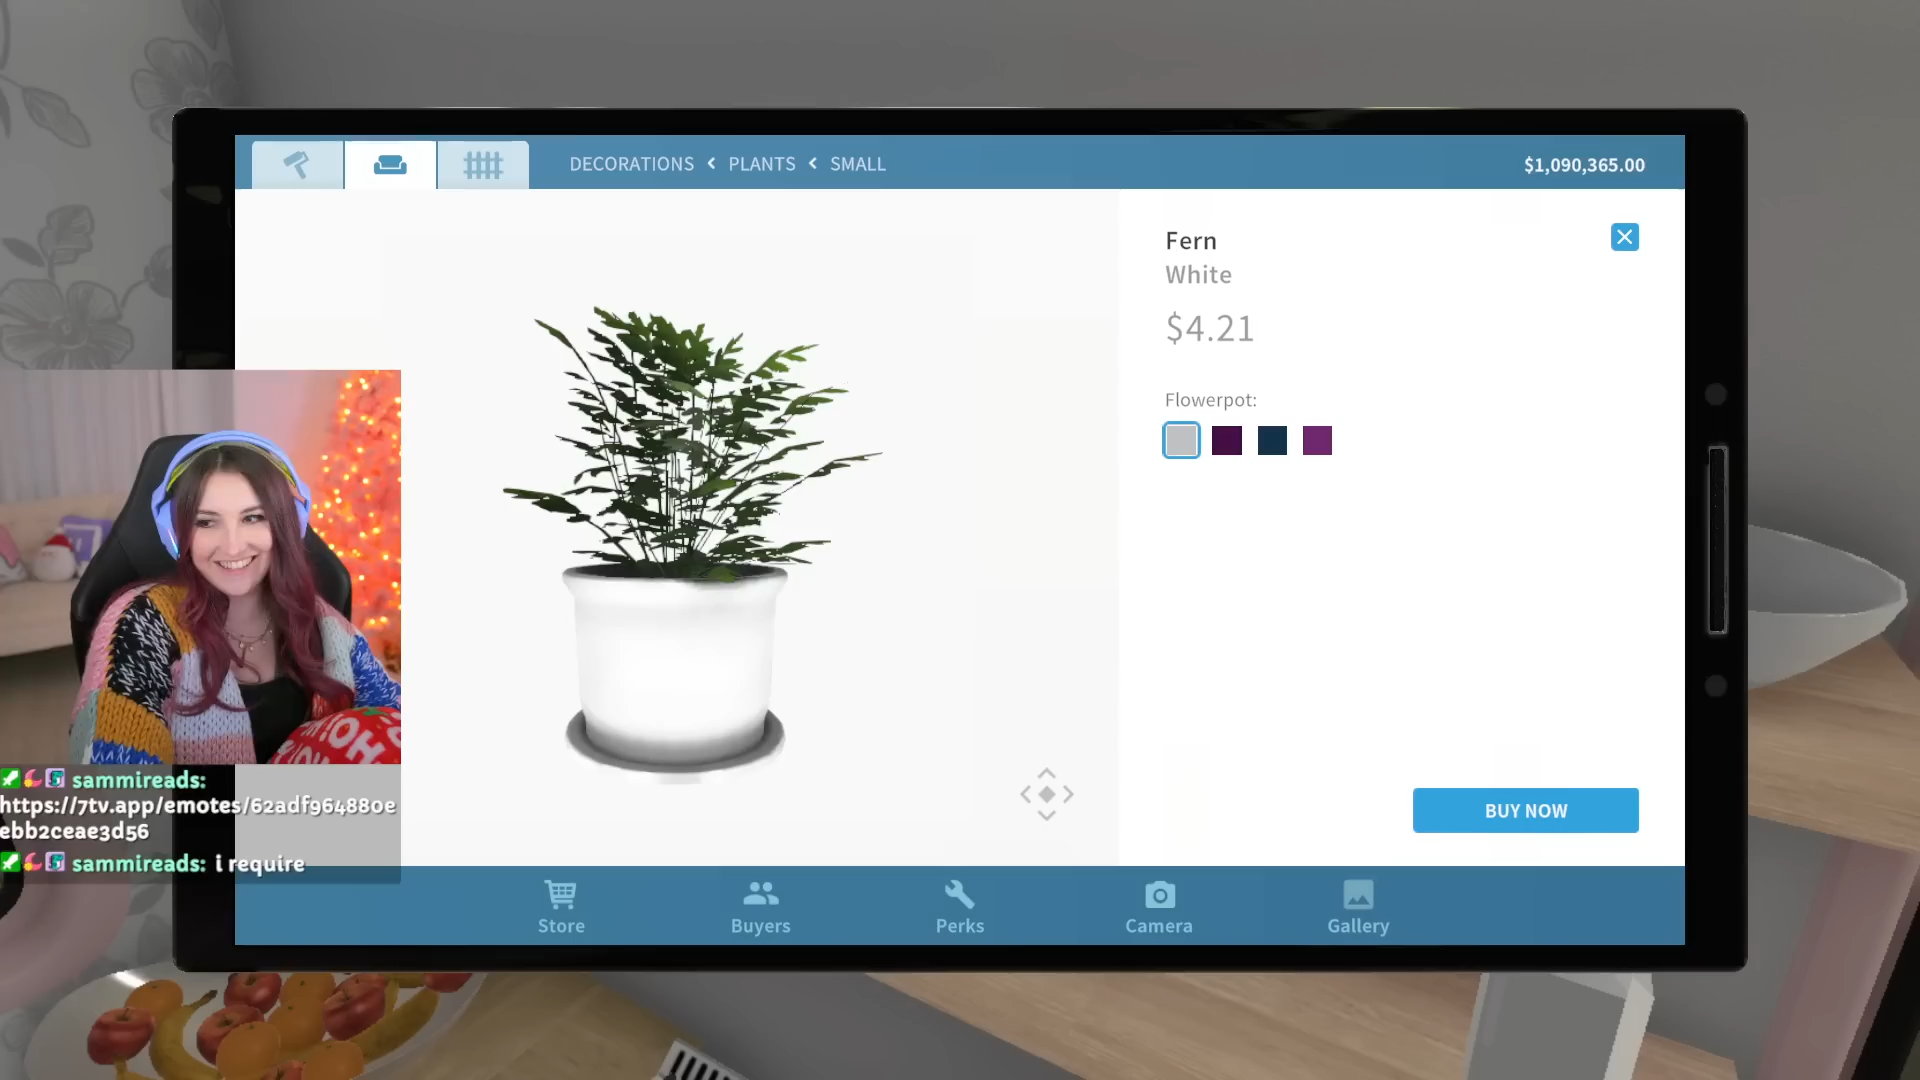 DECORATIONS < PLANTS < SMALL
$1,090,365.00
Fern
White
$4.21
Flowerpot:
BUY NOW
sammireads:
https://7tv.app/emotes/62adf964880e
ebb2ceae3d56
sammireads: i require
Store
Buyers
Perks
Camera
Gallery